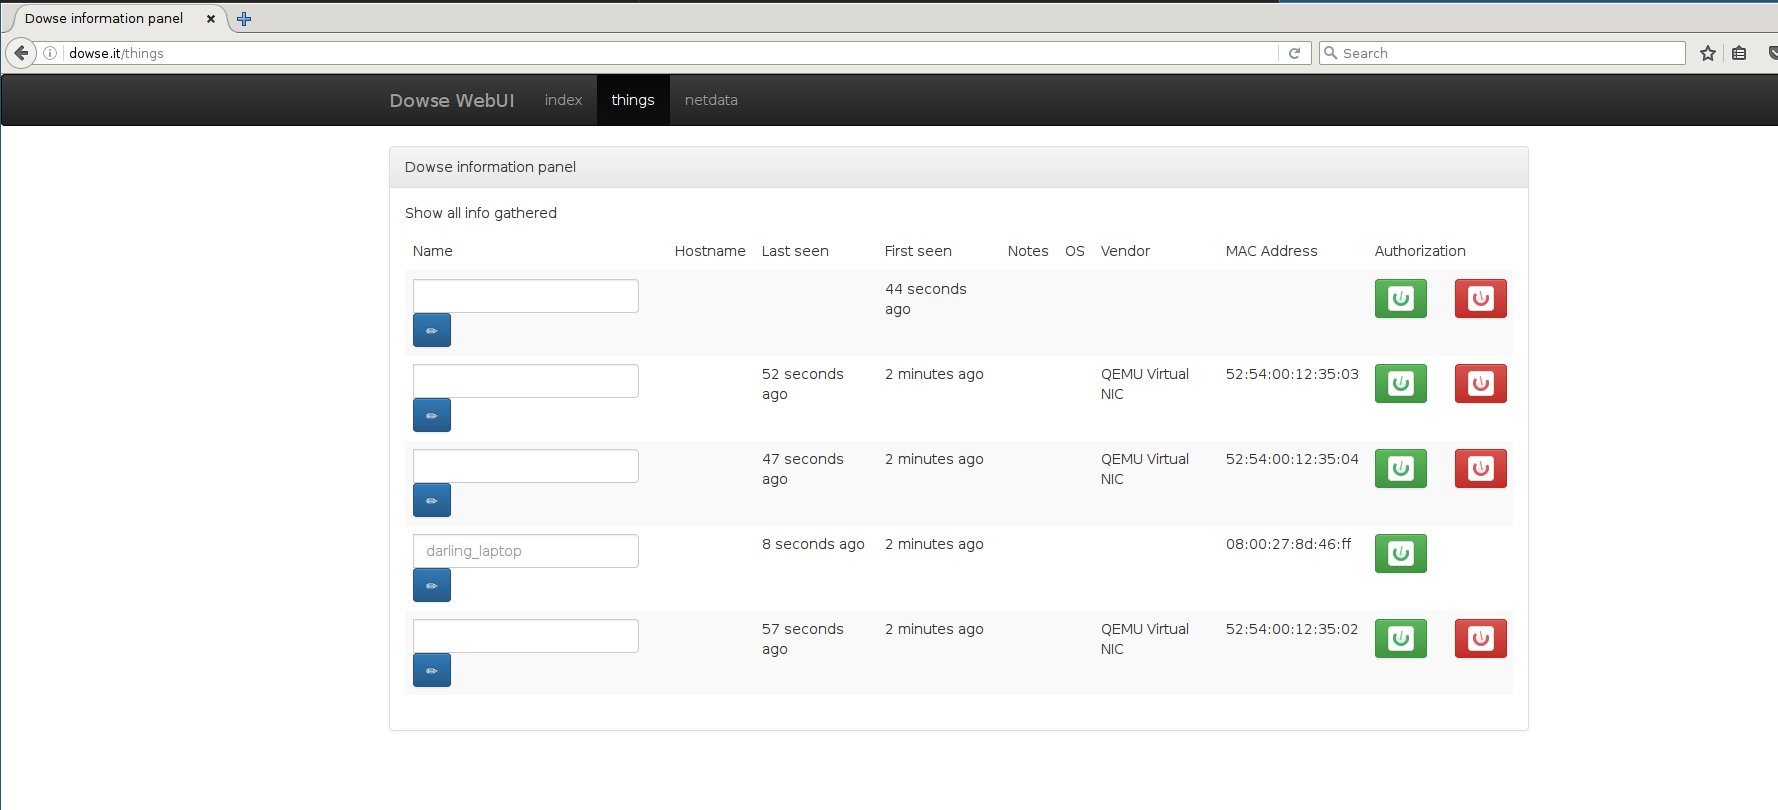 Dowse information panel
dowse.it/things
Search
Dowse WebUI index things netdata
Dowse information panel
Show all info gathered
Name Hostname Last seen First seen Notes OS Vendor MAC Address Authorization
44 seconds
ago
52 seconds 2 minutes ago QEMU Virtual 52:54:00:12:35:03
ago NIC
47 seconds 2 minutes ago QEMU Virtual 52:54:00:12:35:04
ago NIC
darling_laptop 8 seconds ago 2 minutes ago 08:00:27:8d:46:ff
57 seconds 2 minutes ago QEMU Virtual 52:54:00:12:35:02
ago NIC